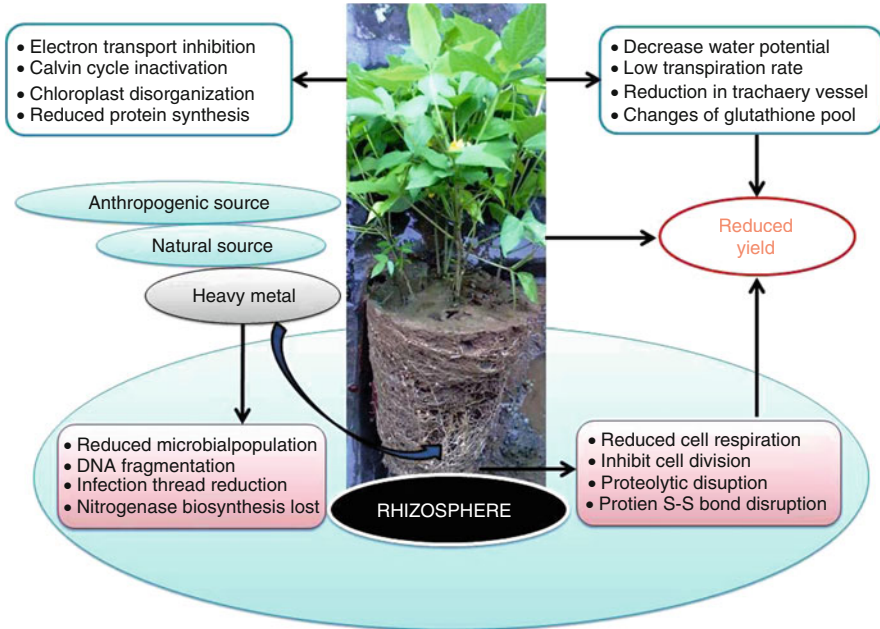 • Electron transport inhibition
• Calvin cycle inactivation
• Chloroplast disorganization
• Reduced protein synthesis
• Decrease water potential
• Low transpiration rate
• Reduction in trachaery vessel
• Changes of glutathione pool
Anthropogenic source
Natural source
Heavy metal
Reduced
yield
• Reduced microbialpopulation
• DNA fragmentation
• Infection thread reduction
• Nitrogenase biosynthesis lost
• Reduced cell respiration
• Inhibit cell division
• Proteolytic disuption
• Protien S-S bond disruption
RHIZOSPHERE